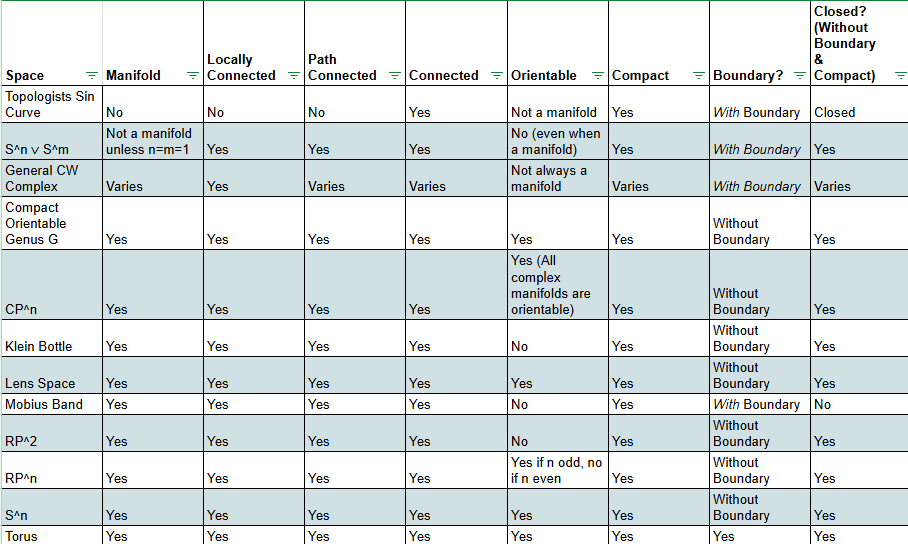 Space Manifold Locally Connected Path Connected Connected Orientable Compact Boundary? Closed? (Without Boundary & Compact)
Topologists Sin Curve No No No Yes Not a manifold Yes With Boundary Closed
S^n v S^m Not a manifold unless n=m=1 Yes Yes Yes No (even when a manifold) Yes With Boundary Yes
General CW Complex Varies Yes Varies Varies Not always a manifold Varies With Boundary Varies
Compact Orientable Genus G Yes Yes Yes Yes Yes Yes Without Boundary Yes
CP^n Yes Yes Yes Yes Yes (All complex manifolds are orientable) Yes Without Boundary Yes
Klein Bottle Yes Yes Yes Yes No Yes Without Boundary Yes
Lens Space Yes Yes Yes Yes Yes Yes Without Boundary Yes
Mobius Band Yes Yes Yes Yes No Yes With Boundary No
RP^2 Yes Yes Yes Yes No Yes Without Boundary Yes
RP^n Yes Yes Yes Yes Yes if n odd, no if n even Yes Without Boundary Yes
S^n Yes Yes Yes Yes Yes Yes Without Boundary Yes
Torus Yes Yes Yes Yes Yes Yes Yes Yes